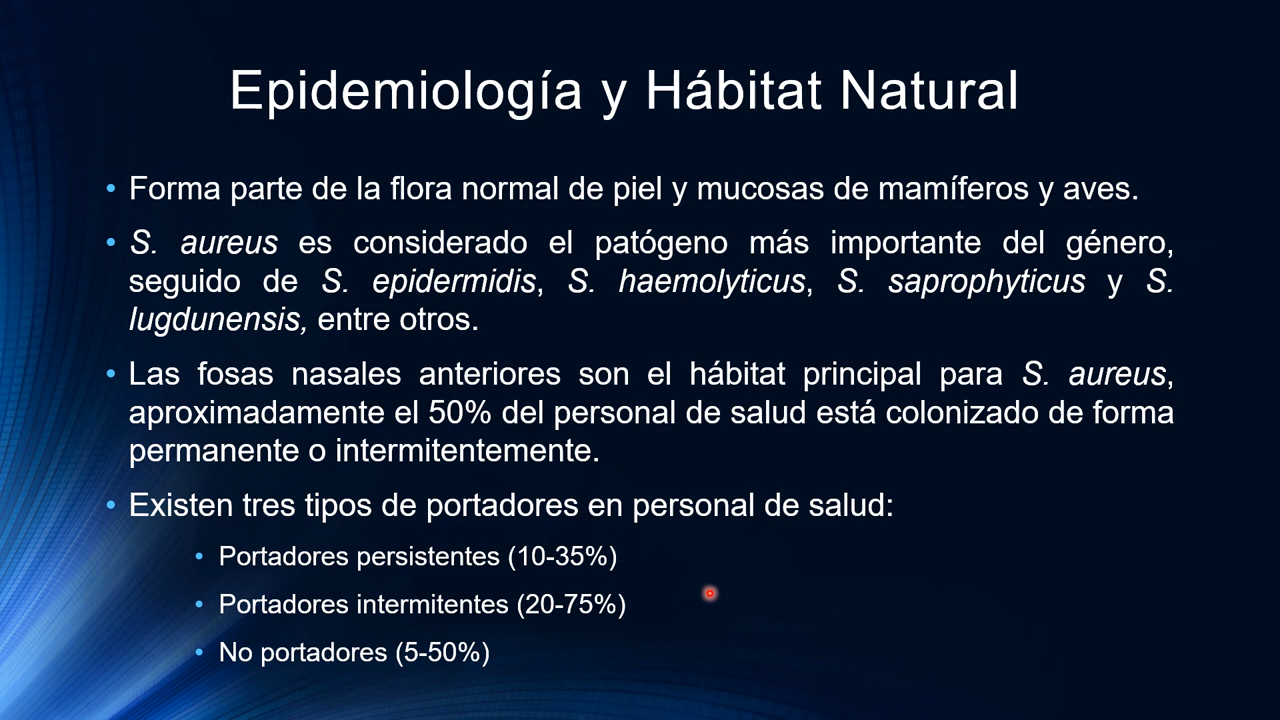 Epidemiología y Hábitat Natural
• Forma parte de la flora normal de piel y mucosas de mamíferos y aves.
• S. aureus es considerado el patógeno más importante del género,
seguido de S. epidermidis, S. haemolyticus, S. saprophyticus y S.
lugdunensis, entre otros.
• Las fosas nasales anteriores son el hábitat principal para S. aureus,
aproximadamente el 50% del personal de salud está colonizado de forma
permanente o intermitentemente.
• Existen tres tipos de portadores en personal de salud:
• Portadores persistentes (10-35%)
• Portadores intermitentes (20-75%)
• No portadores (5-50%)